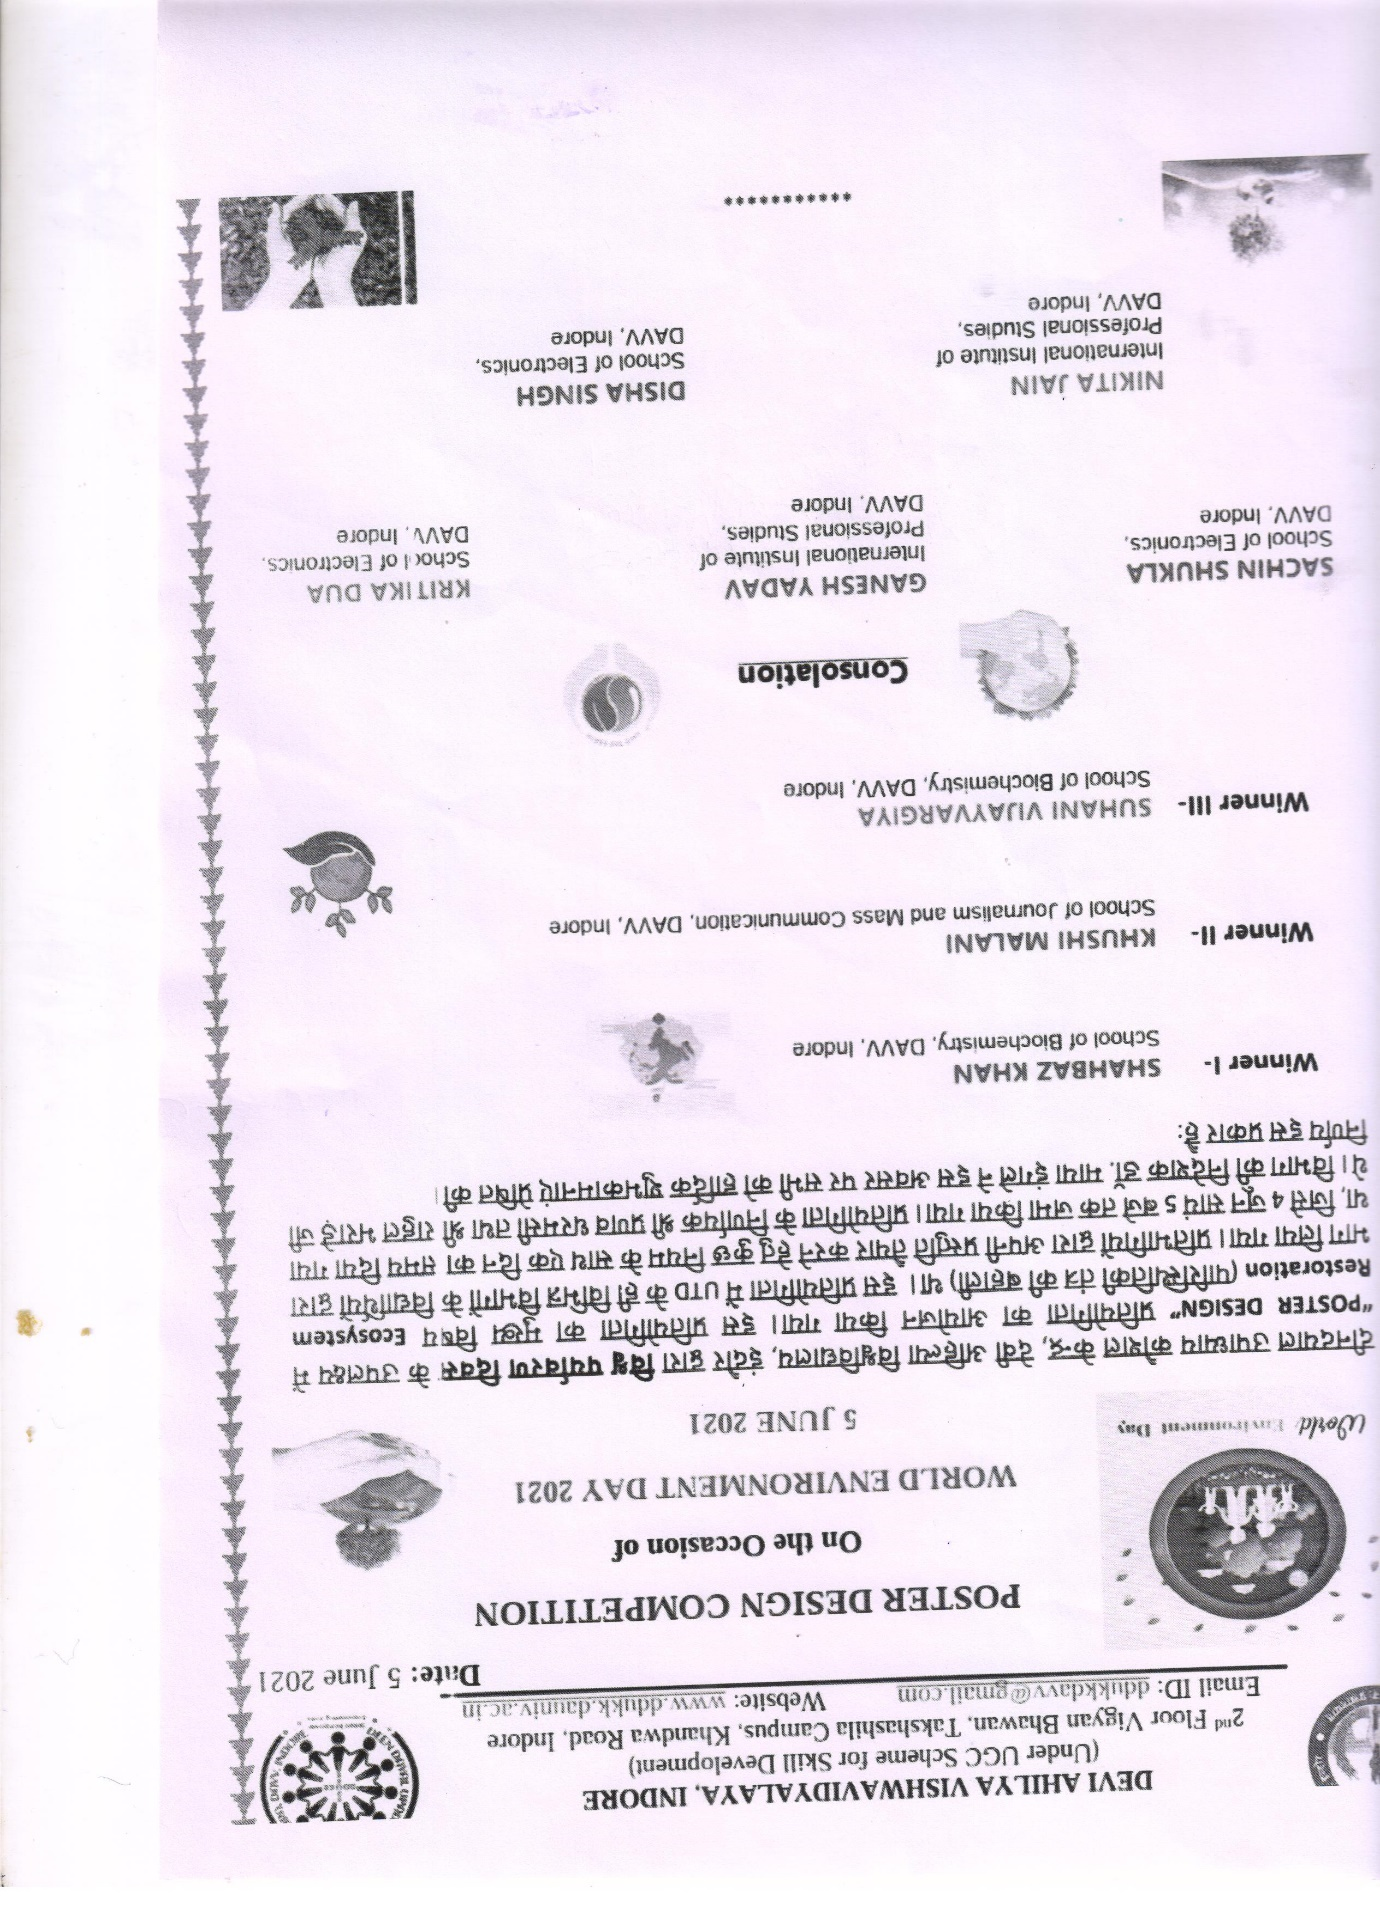 DEVI AHILYA VISHWAVIDYALAYA, INDORE
(Under UGC Scheme for Skill Development)
2nd Floor Vigyan Bhawan, Takshashila Campus, Khandwa Road, Indore
Email ID: ddukkdavv@gmail.com Website: www.ddukk.dauniv.ac.in
Date: 5 June 2021
POSTER DESIGN COMPETITION
On the Occasion of
WORLD ENVIRONMENT DAY 2021
5 JUNE 2021
World Environment Day
दीनदयाल उपाध्याय कौशल केन्द्र, देवी अहिल्या विश्वविद्यालय, इंदौर द्वारा विश्व पर्यावरण दिवस के उपलक्ष्य में
“POSTER DESIGN” प्रतियोगिता का आयोजन किया गया। इस प्रतियोगिता का मुख्य विषय Ecosystem
Restoration (पारिस्थितिकी तंत्र की बहाली) था। इस प्रतियोगिता में UTD के ही विभिन्न विभागों के विद्यार्थियों द्वारा
भाग लिया गया। प्रतिभागियों द्वारा अपनी प्रस्तुति तैयार करने हेतु कुछ नियम के साथ एक दिन का समय दिया गया
था, जिसे 4 जून सायं 5 बजे तक जमा किया गया। प्रतियोगिता के निर्णायक श्री प्रणव धरमसी तथा श्री राहुल भराड़े जी
थे। विभाग की निदेशक डॉ. माया इंगले ने इस अवसर पर सभी को हार्दिक शुभकामनाएं प्रेषित की।
निर्णय इस प्रकार है:
Winner I- SHAHBAZ KHAN
School of Biochemistry, DAVV, Indore
Winner II- KHUSHI MALANI
School of Journalism and Mass Communication, DAVV, Indore
Winner III- SUHANI VIJAYVARGIYA
School of Biochemistry, DAVV, Indore
Consolation
SACHIN SHUKLA
School of Electronics,
DAVV, Indore
GANESH YADAV
International Institute of
Professional Studies,
DAVV, Indore
KRITIKA DUA
School of Electronics,
DAVV, Indore
NIKITA JAIN
International Institute of
Professional Studies,
DAVV, Indore
DISHA SINGH
School of Electronics,
DAVV, Indore
***********